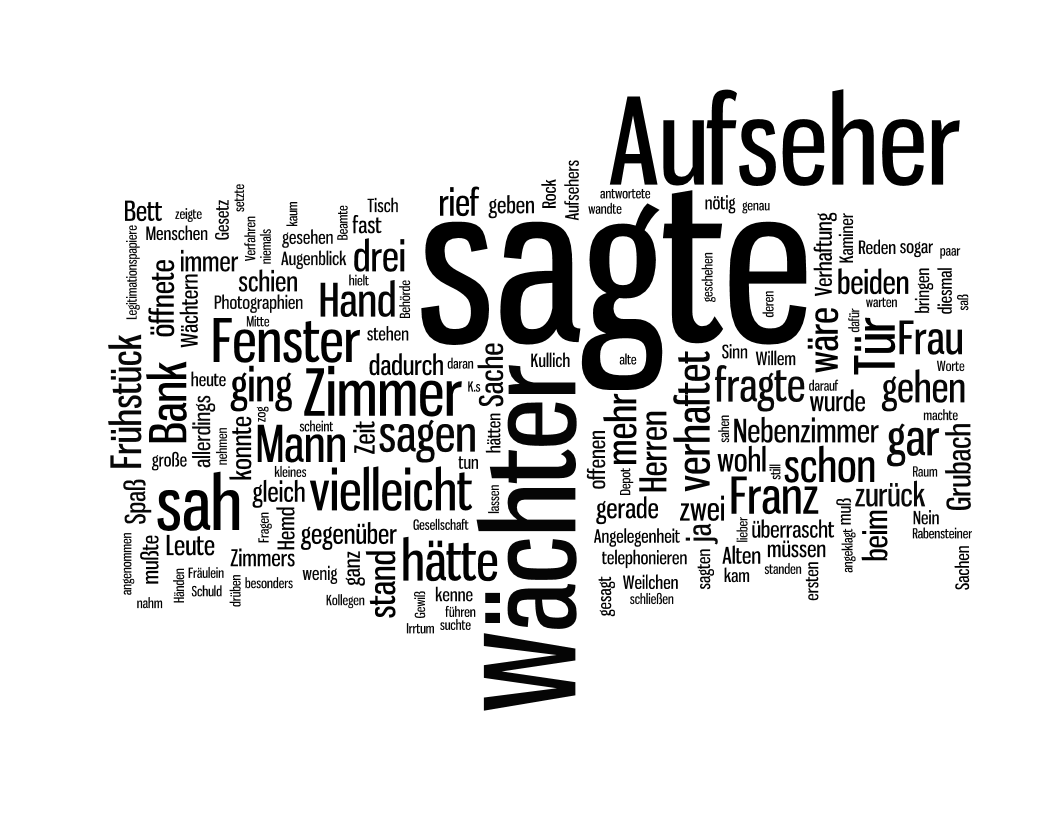 Aufseher
sagte
Wächter
rief
geben
Rock
Aufsehers
antwortete
wandte
nötig
genau
Bett
zeigte
Gesetz
setzte
Menschen
Verfahren
niemals
kaum
gesehen
Beamte
Tisch
fast
Legitimationspapiere
immer
Augenblick
drei
geschehen
deren
Verhaftung
Kaminer
Reden
sogar
paar
öffnete
Wächtern
schien
Photographien
hielt
Hand
Behörde
beiden
warten
bringen
diesmal
saß
Mitte
Fenster
stehen
dadurch
daran
Sache
Kullich
alte
Sinn
Willem
wäre
dafür
Tür
Frau
Worte
Frühstück
Bank
heute
ging
Zimmer
K.s
verhaftet
fragte
darauf
wurde
gehen
machte
allerdings
nehmen
konnte
zog
scheint
Mann
Zeit
sagen
hätten
offenen
mehr
Herren
sahen
Nebenzimmer
gar
Grubach
große
kleines
tun
Depot
wohl
still
schon
Raum
Spaß
sah
gleich
vielleicht
lassen
gerade
zwei
Franz
zurück
Fragen
Hemd
gegenüber
Gesellschaft
Angelegenheit
ja
lieber
überrascht
angeklagt
muß
beim
Nein
Rabensteiner
angenommen
mußte
Leute
Zimmers
ganz
hätte
telephonieren
Alten
müssen
Sachen
Händen
Fräulein
Schuld
drüben
besonders
wenig
stand
kenne
gesagt
Weilchen
sagten
kam
standen
ersten
nahm
Kollegen
Gewiß
führen
schließen
Irrtum
suchte